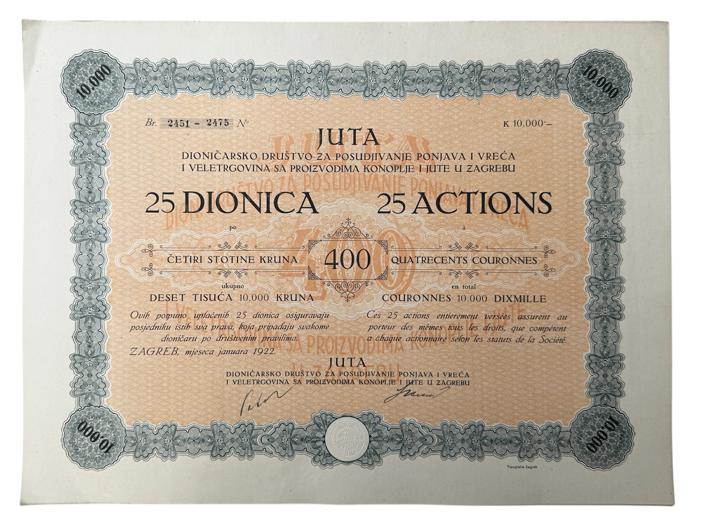 10.000
10.000
Br. 2451 - 2475 Nº
K 10.000·–
JUTA
DIONIČARSKO DRUŠTVO ZA POSUDJIVANJE PONJAVA I VREĆA
I VELETRGOVINA SA PROIZVODIMA KONOPLJE I JUTE U ZAGREBU
25 DIONICA 25 ACTIONS
po à
ČETIRI STOTINE KRUNA 400 QUATRECENTS COURONNES
ukupno en total
DESET TISUĆA 10.000 KRUNA COURONNES 10.000 DIXMILLE
Ovih potpuno uplaćenih 25 dionica osiguravaju
posjedniku istih sva prava, koja pripadaju svakome
dioničaru po društvenim pravilima.
Ces 25 actions entierement versées assurent au
porteur des mêmes tous les droits, que compétent
a chaque actionnaire selon les statuts de la Société.
ZAGREB, mjeseca januara 1922.
JUTA
DIONIČARSKO DRUŠTVO ZA POSUDJIVANJE PONJAVA I VREĆA
I VELETRGOVINA SA PROIZVODIMA KONOPLJE I JUTE U ZAGREBU
10.000
10.000
Tipografia Zagreb